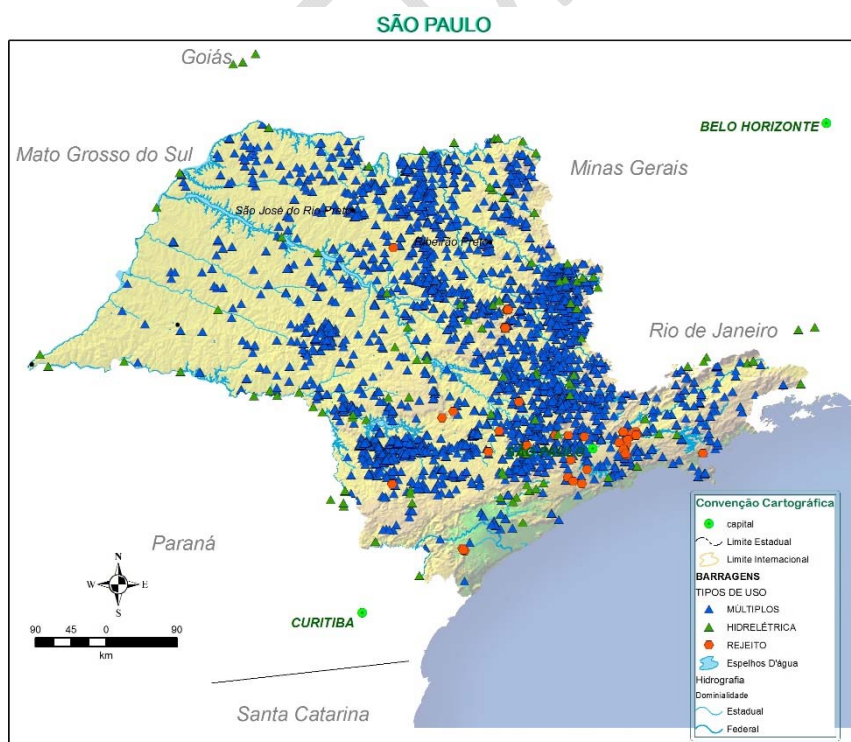 SÃO PAULO
Goiás
BELO HORIZONTE
Mato Grosso do Sul
Minas Gerais
São José do Rio Preto
Ribeirão Preto
Rio de Janeiro
SÃO PAULO
Paraná
N
W E
S
CURITIBA
90 45 0 90
km
Santa Catarina
Convenção Cartográfica
capital
Limite Estadual
Limite Internacional
BARRAGENS
TIPOS DE USO
MÚLTIPLOS
HIDRELÉTRICA
REJEITO
Espelhos D'água
Hidrografia
Dominialidade
Estadual
Federal